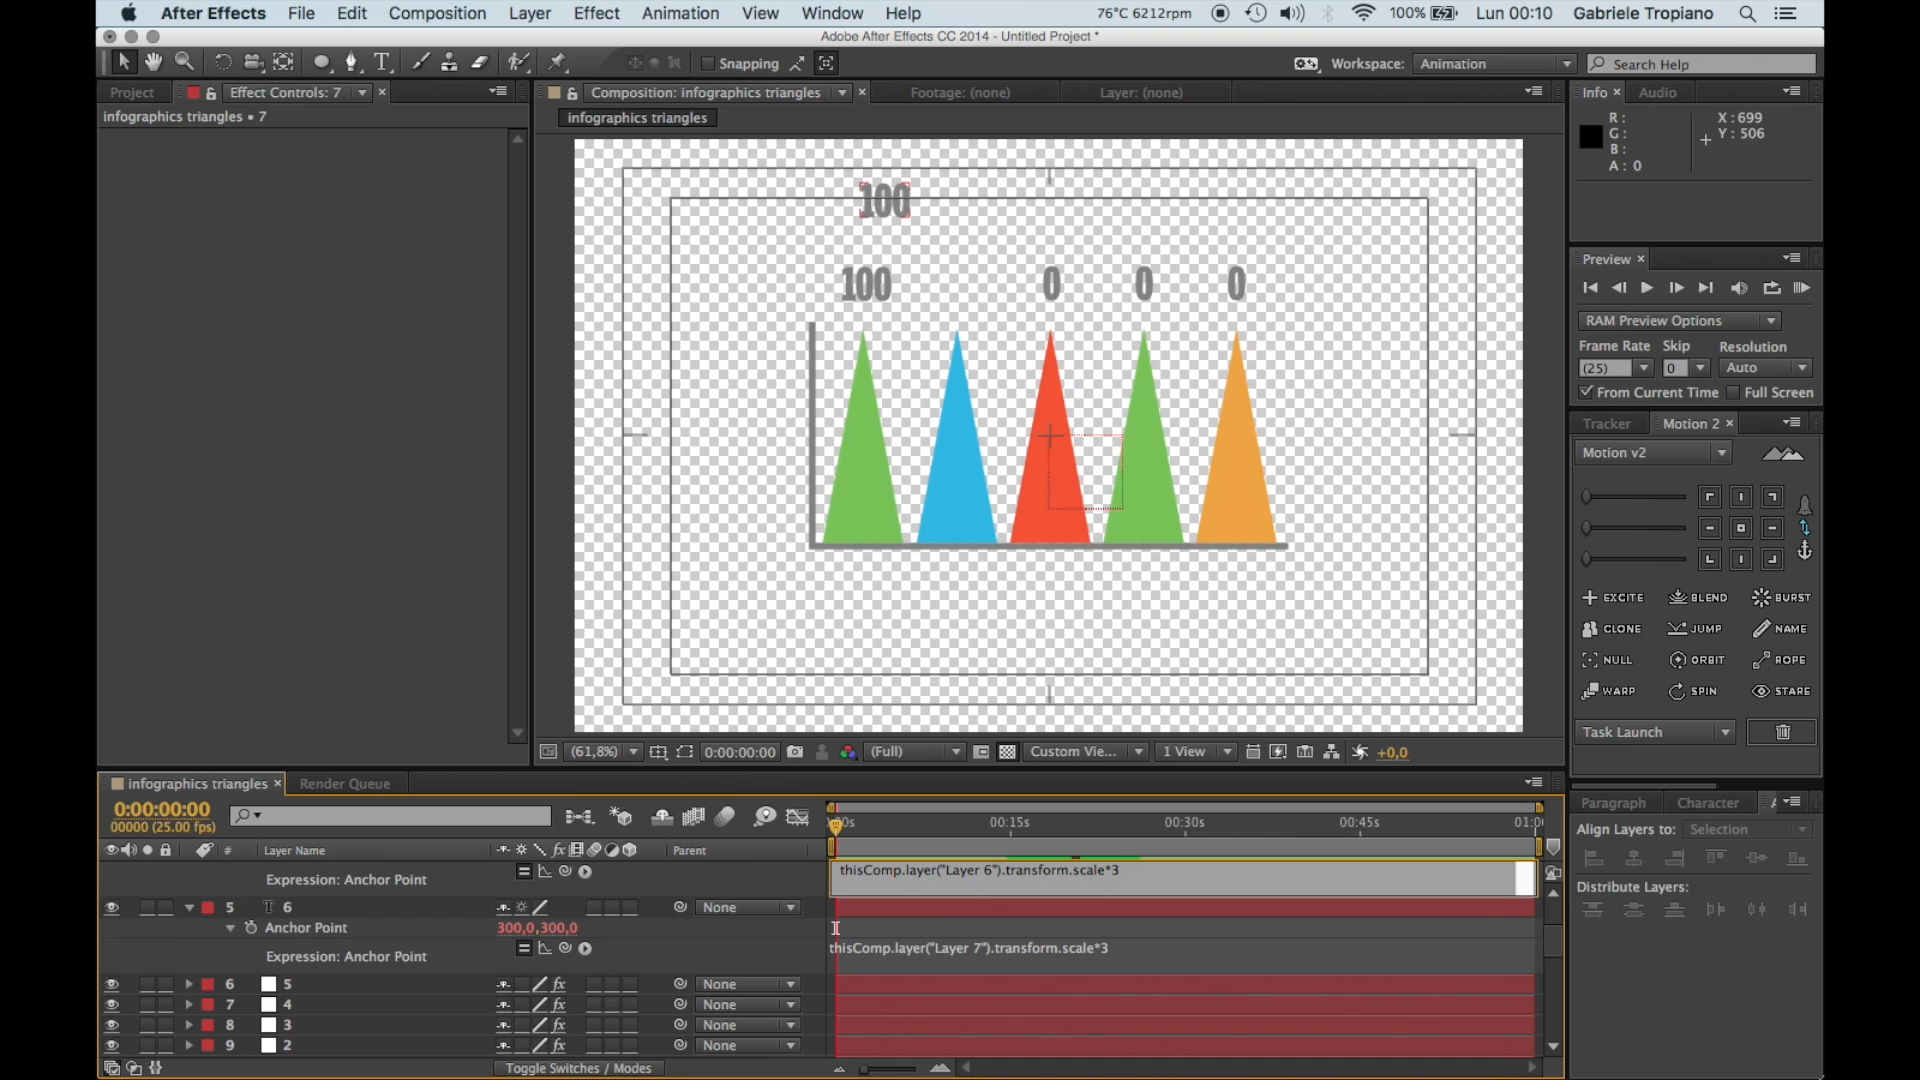 After Effects File Edit Composition Layer Effect Animation View Window Help 76°C 6212rpm 100% Lun 00:10 Gabriele Tropiano
Adobe After Effects CC 2014 - Untitled Project *
Snapping Workspace: Animation Search Help
Project Effect Controls: 7 × Composition: infographics triangles × Footage: (none) Layer: (none) Info × Audio
infographics triangles • 7
infographics triangles
R :
G :
B :
A : 0
X : 699
Y : 506
100
100 0 0 0
Preview ×
RAM Preview Options
Frame Rate Skip Resolution
(25) 0 Auto
From Current Time Full Screen
Tracker Motion 2 ×
Motion v2
EXCITE BLEND BURST
CLONE JUMP NAME
NULL ORBIT ROPE
WARP SPIN STARE
Task Launch
(61,8%) 0:00:00:00 (Full) Custom Vie... 1 View +0,0
infographics triangles × Render Queue
0:00:00:00
00000 (25.00 fps)
00:15s 00:30s 00:45s
# Layer Name Parent
Expression: Anchor Point thisComp.layer("Layer 6").transform.scale*3
5 T 6 None
Anchor Point 300,0,300,0
Expression: Anchor Point thisComp.layer("Layer 7").transform.scale*3
6 5 fx None
7 4 fx None
8 3 fx None
9 2 fx None
Toggle Switches / Modes
Paragraph Character
Align Layers to: Selection
Distribute Layers: